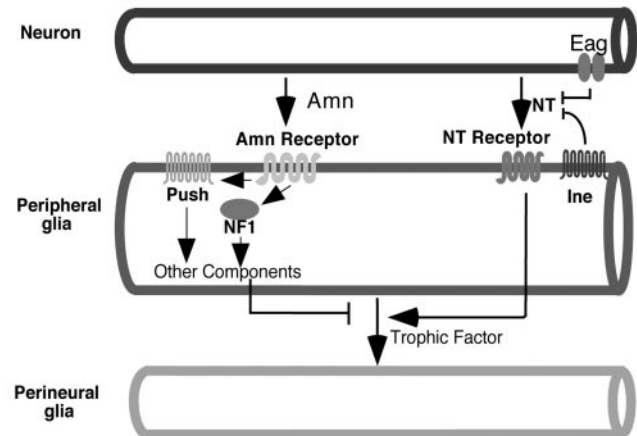 Neuron
Eag
Amn
NT
Amn Receptor
NT Receptor
Push
Ine
Peripheral
glia
NF1
Other Components
Trophic Factor
Perineural
glia